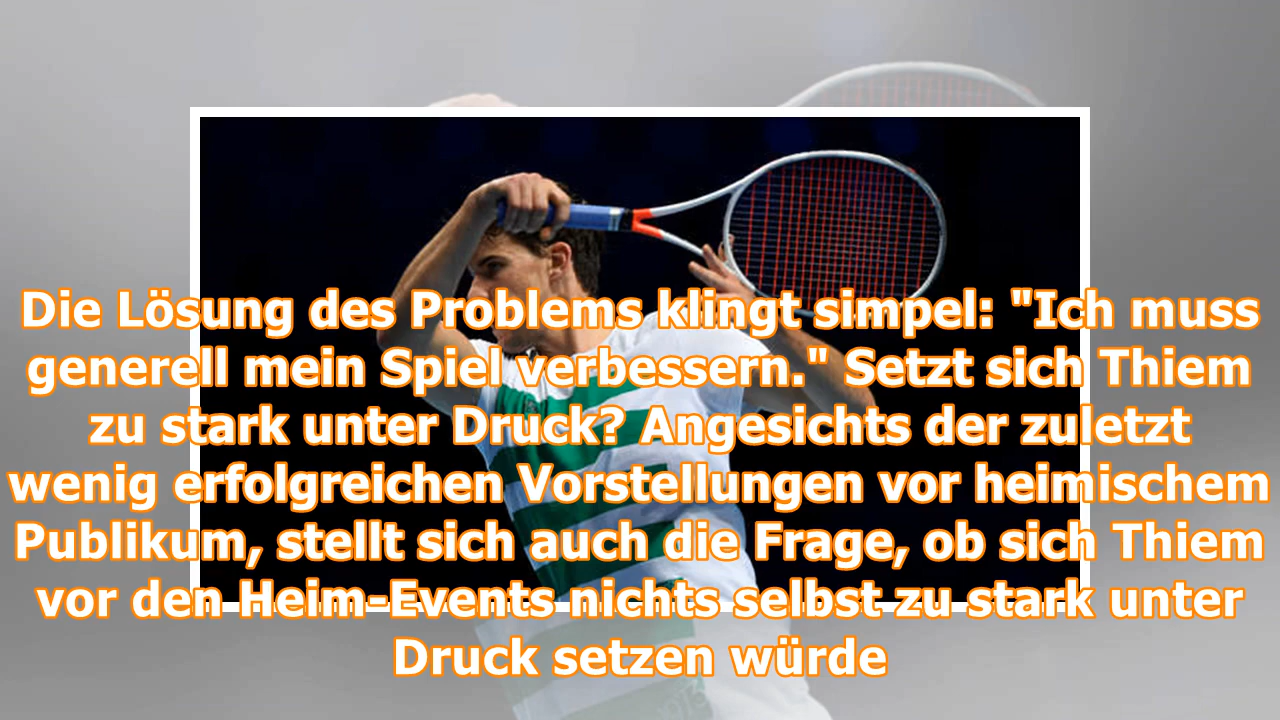 Die Lösung des Problems klingt simpel: "Ich muss
generell mein Spiel verbessern." Setzt sich Thiem
zu stark unter Druck? Angesichts der zuletzt
wenig erfolgreichen Vorstellungen vor heimischem
Publikum, stellt sich auch die Frage, ob sich Thiem
vor den Heim-Events nichts selbst zu stark unter
Druck setzen würde